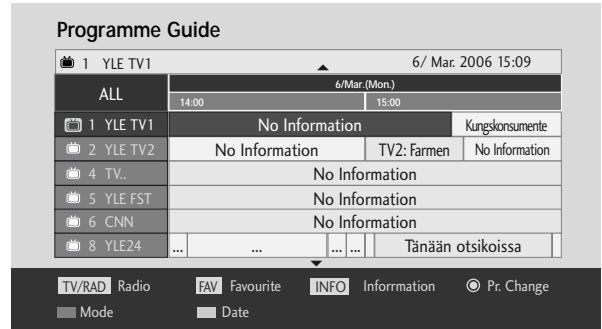 Programme Guide
1 YLE TV1 6/ Mar. 2006 15:09
ALL 6/Mar.(Mon.)
14:00 15:00
1 YLE TV1 No Information Kungskonsumente
2 YLE TV2 No Information TV2: Farmen No Information
4 TV.. No Information
5 YLE FST No Information
6 CNN No Information
8 YLE24 ... ... ... ... Tänään otsikoissa
TV/RAD Radio FAV Favourite INFO Inforrmation Pr. Change
Mode Date